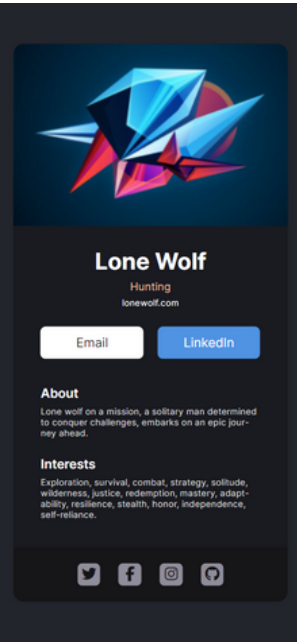 Lone Wolf
Hunting
lonewolf.com
Email LinkedIn
About
Lone wolf on a mission, a solitary man determined
to conquer challenges, embarks on an epic jour-
ney ahead.
Interests
Exploration, survival, combat, strategy, solitude,
wilderness, justice, redemption, mastery, adapt-
ability, resilience, stealth, honor, independence,
self-reliance.